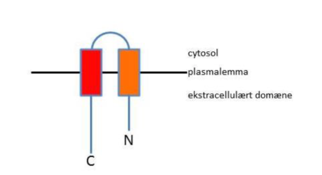 cytosol
plasmalemma
ekstracellulært domæne
N
C